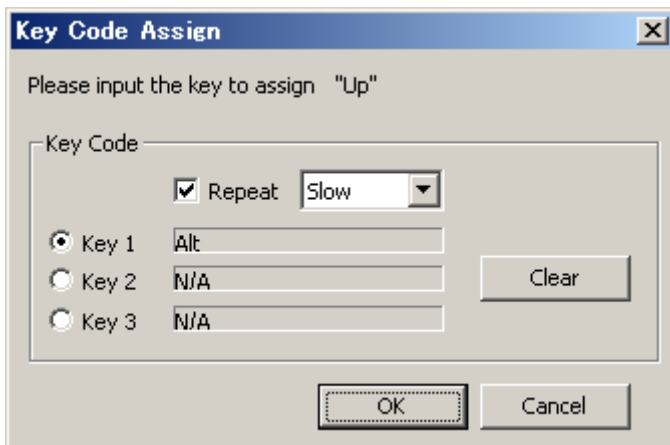 Key Code Assign
Please input the key to assign "Up"
Key Code
Repeat Slow
Key 1 Alt
Key 2 N/A
Clear
Key 3 N/A
OK Cancel